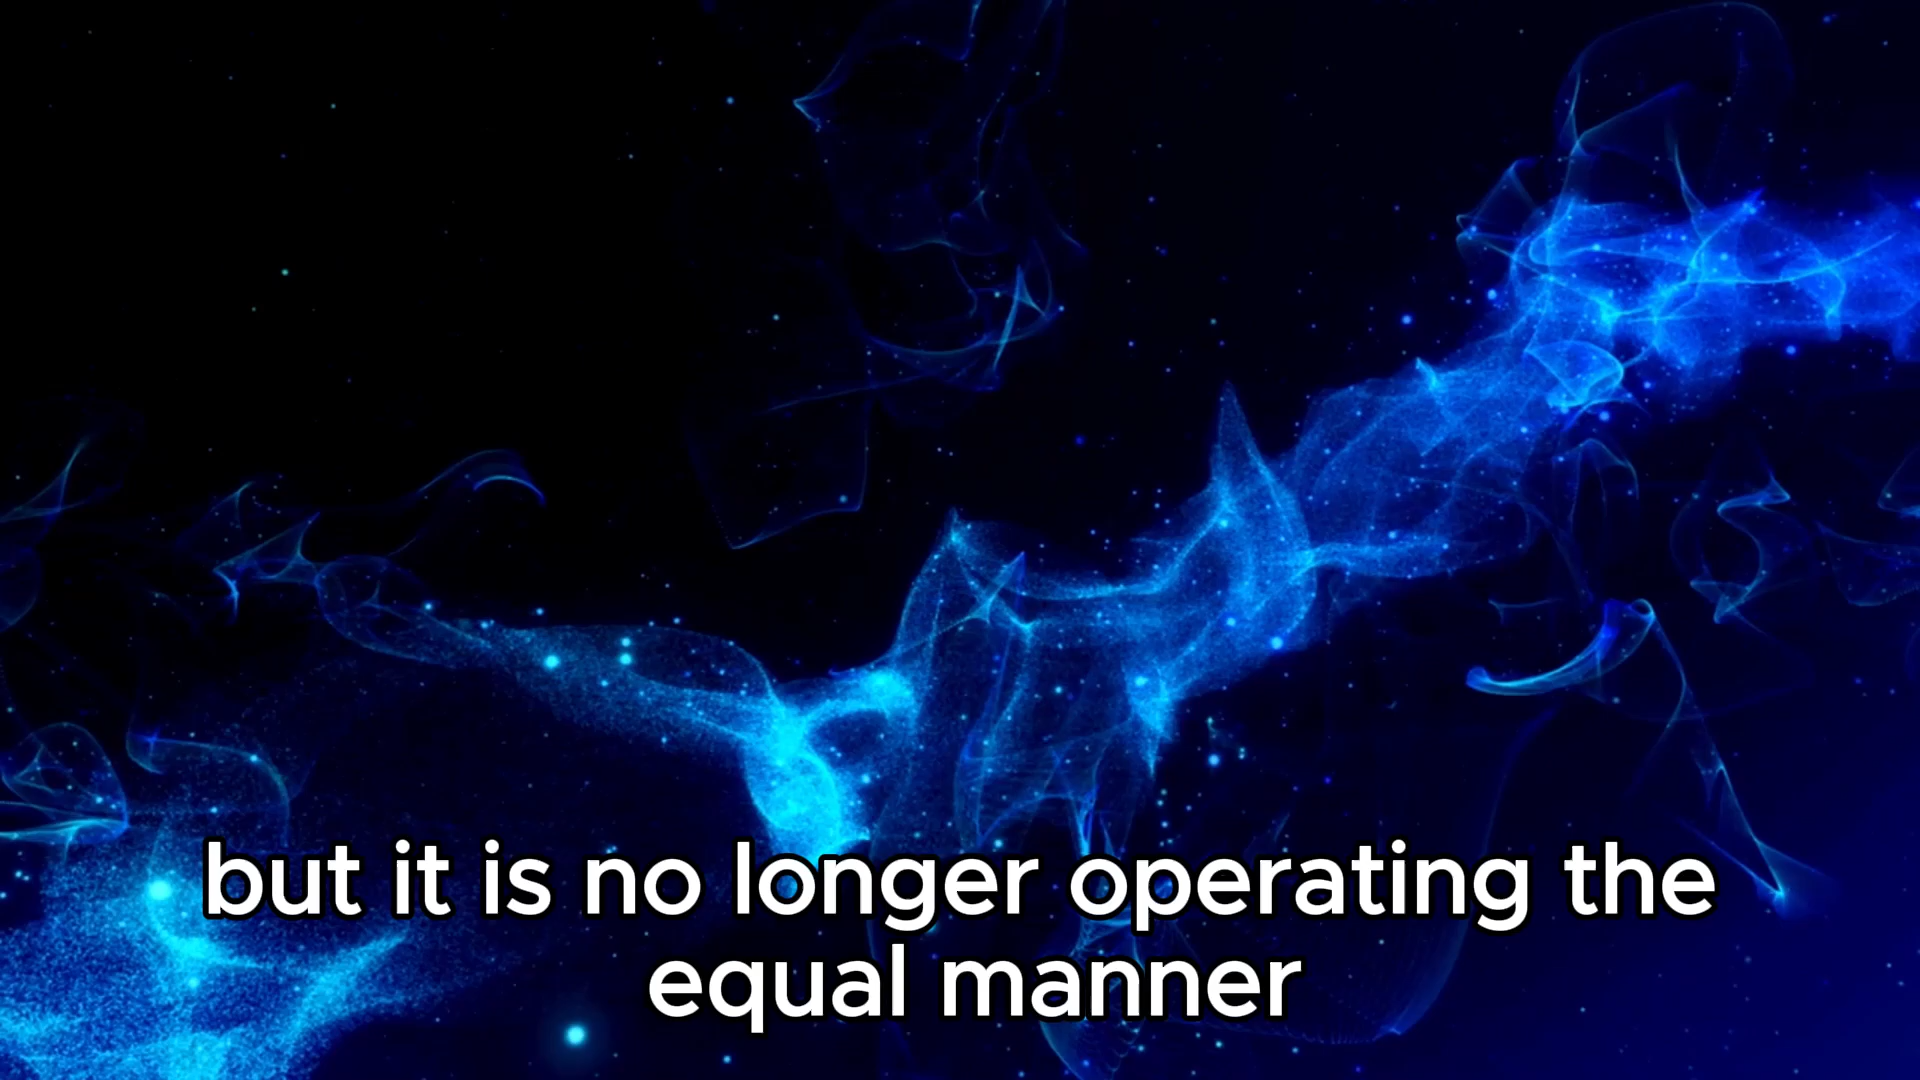 but it is no longer operating the
equal manner